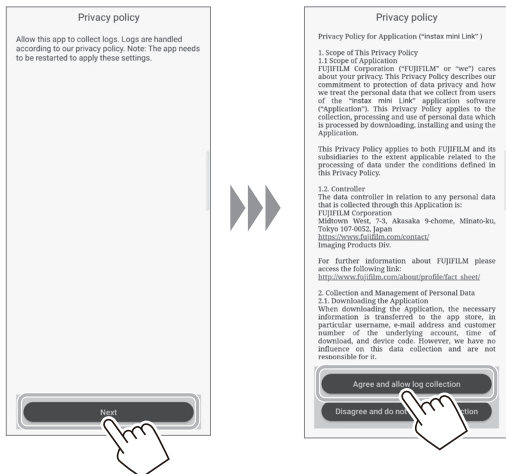 Privacy policy
Allow this app to collect logs. Logs are handled
according to our privacy policy. Note: The app needs
to be restarted to apply these settings.
Next
Privacy policy
Privacy Policy for Application ("instax mini Link" )
1. Scope of This Privacy Policy
1.1 Scope of Application
FUJIFILM Corporation ("FUJIFILM" or "we") cares
about your privacy. This Privacy Policy describes our
commitment to protection of data privacy and how
we treat the personal data that we collect from users
of the "instax mini Link" application software
("Application"). This Privacy Policy applies to the
collection, processing and use of personal data which
is processed by downloading, installing and using the
Application.
This Privacy Policy applies to both FUJIFILM and its
subsidiaries to the extent applicable related to the
processing of data under the conditions defined in
this Privacy Policy.
1.2. Controller
The data controller in relation to any personal data
that is collected through this Application is:
FUJIFILM Corporation
Midtown West, 7-3, Akasaka 9-chome, Minato-ku,
Tokyo 107-0052, Japan
https://www.fujifilm.com/contact/
Imaging Products Div.
For further information about FUJIFILM please
access the following link:
http://www.fujifilm.com/about/profile/fact_sheet/
2. Collection and Management of Personal Data
2.1. Downloading the Application
When downloading the Application, the necessary
information is transferred to the app store, in
particular username, e-mail address and customer
number of the underlying account, time of
download, and device code. However, we have no
influence on this data collection and are not
responsible for it.
Agree and allow log collection
Disagree and do not